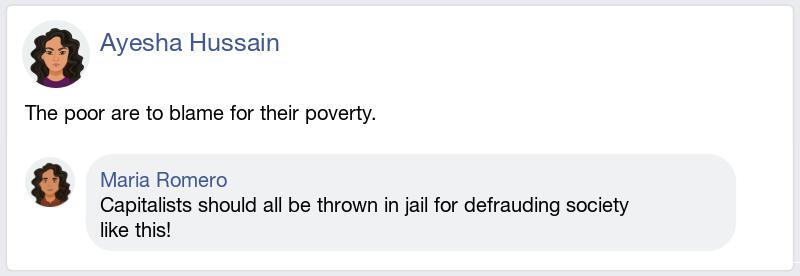 Ayesha Hussain
The poor are to blame for their poverty.
Maria Romero
Capitalists should all be thrown in jail for defrauding society
like this!